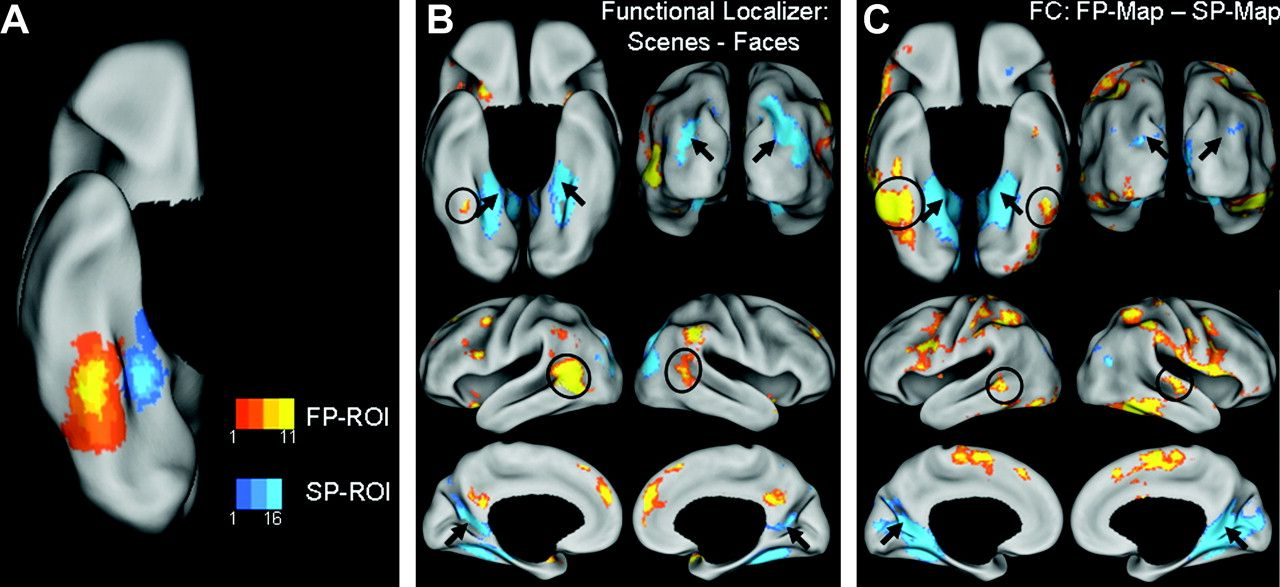 A
FP-ROI
1 11
SP-ROI
1 16
B
Functional Localizer:
Scenes - Faces
C
FC: FP-Map – SP-Map